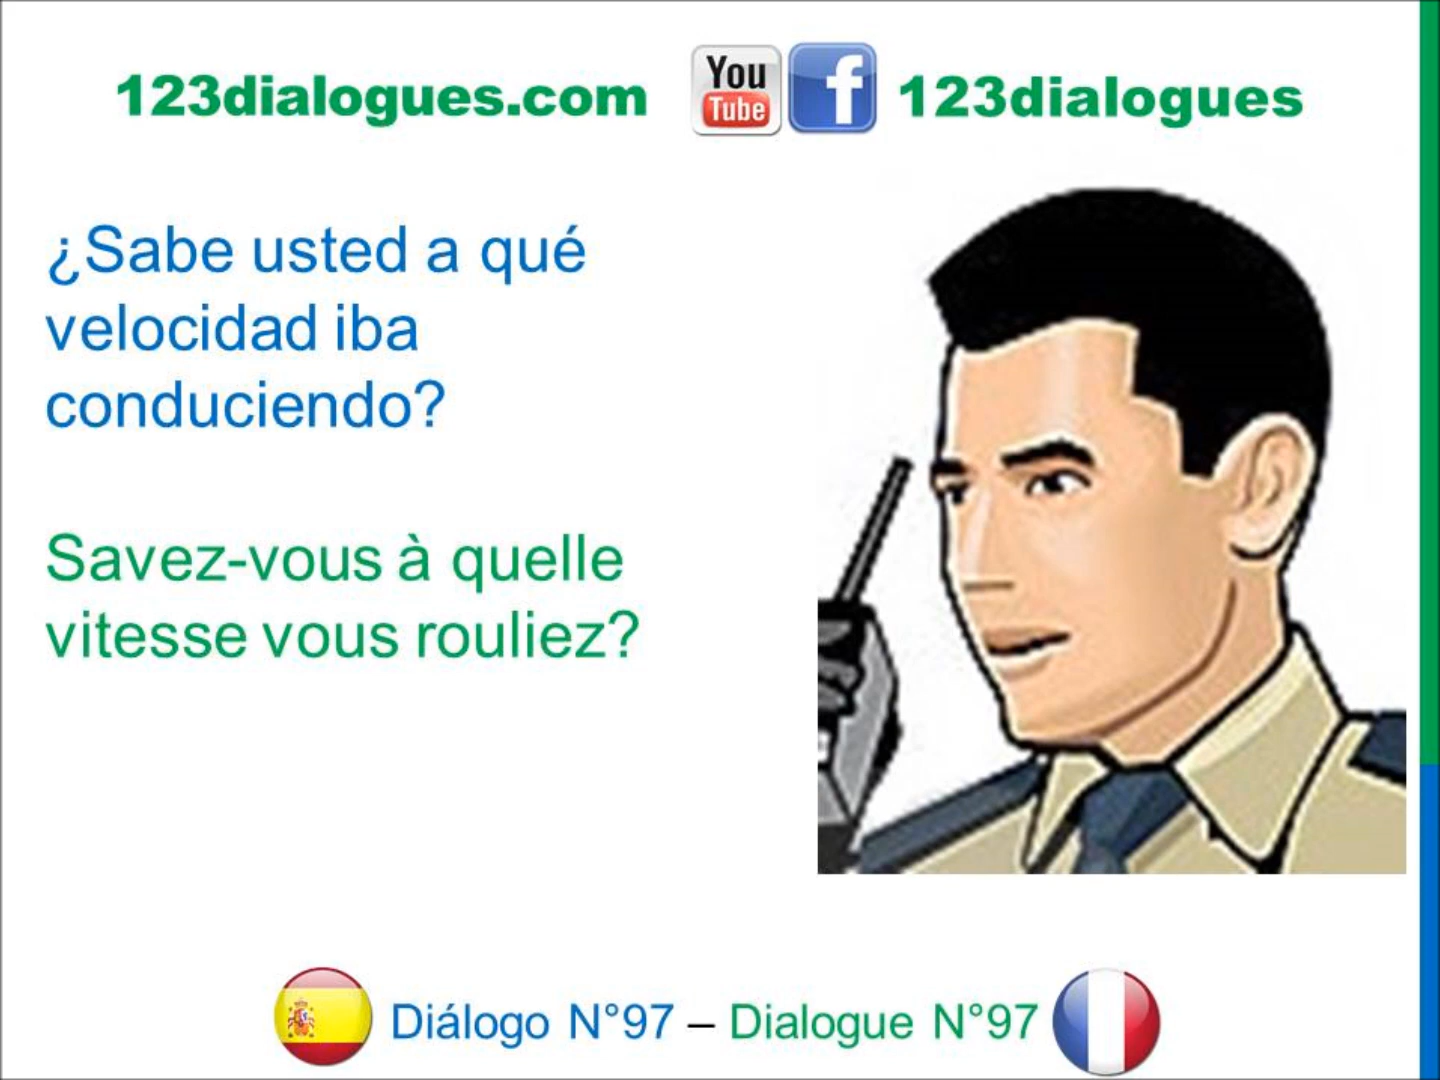 123dialogues.com You Tube f 123dialogues
¿Sabe usted a qué
velocidad iba
conduciendo?
Savez-vous à quelle
vitesse vous rouliez?
Diálogo N°97 – Dialogue N°97